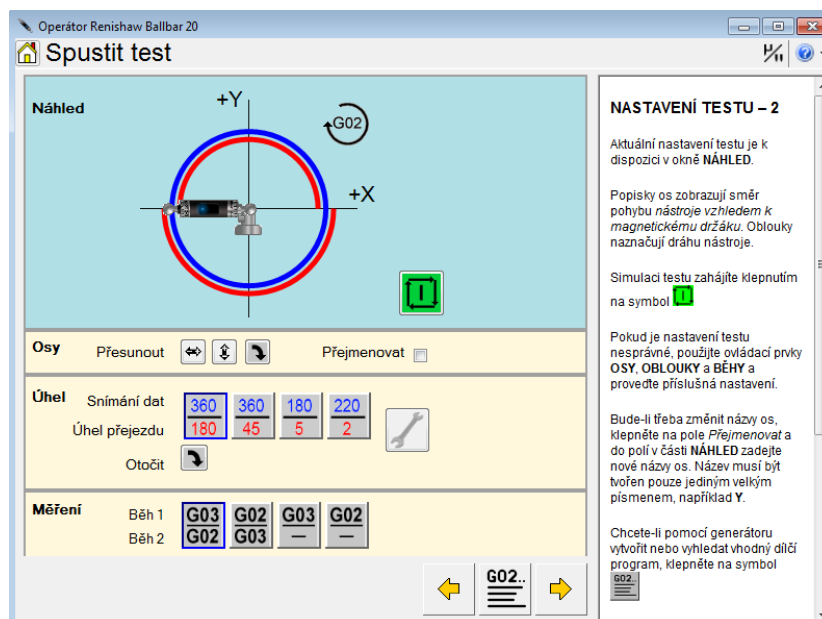 Operátor Renishaw Ballbar 20
Spustit test
Náhled
+Y
G02
+X
Osy
Přesunout
Přejmenovat
Úhel
Snímání dat
360 360 180 220
Úhel přejezdu
180 45 5 2
Otočit
Měření
Běh 1
G03 G02 G03 G02
Běh 2
G02 G03 — —
G02..
NASTAVENÍ TESTU – 2
Aktuální nastavení testu je k
dispozici v okně NÁHLED.
Popisky os zobrazují směr
pohybu nástroje vzhledem k
magnetickému držáku. Oblouky
naznačují dráhu nástroje.
Simulaci testu zahájíte klepnutím
na symbol
Pokud je nastavení testu
nesprávné, použijte ovládací prvky
OSY, OBLOUKY a BĚHY a
proveďte příslušná nastavení.
Bude-li třeba změnit názvy os,
klepněte na pole Přejmenovat a
do polí v části NÁHLED zadejte
nové názvy os. Název musí být
tvořen pouze jediným velkým
písmenem, například Y.
Chcete-li pomocí generátoru
vytvořit nebo vyhledat vhodný dílčí
program, klepněte na symbol
G02..